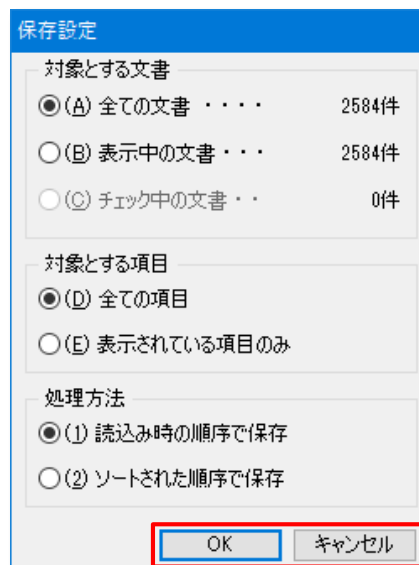 保存設定
対象とする文書
(A) 全ての文書 ・・・・ 2584件
(B) 表示中の文書・・・ 2584件
(C) チェック中の文書・・ 0件
対象とする項目
(D) 全ての項目
(E) 表示されている項目のみ
処理方法
(1) 読込み時の順序で保存
(2) ソートされた順序で保存
OK キャンセル